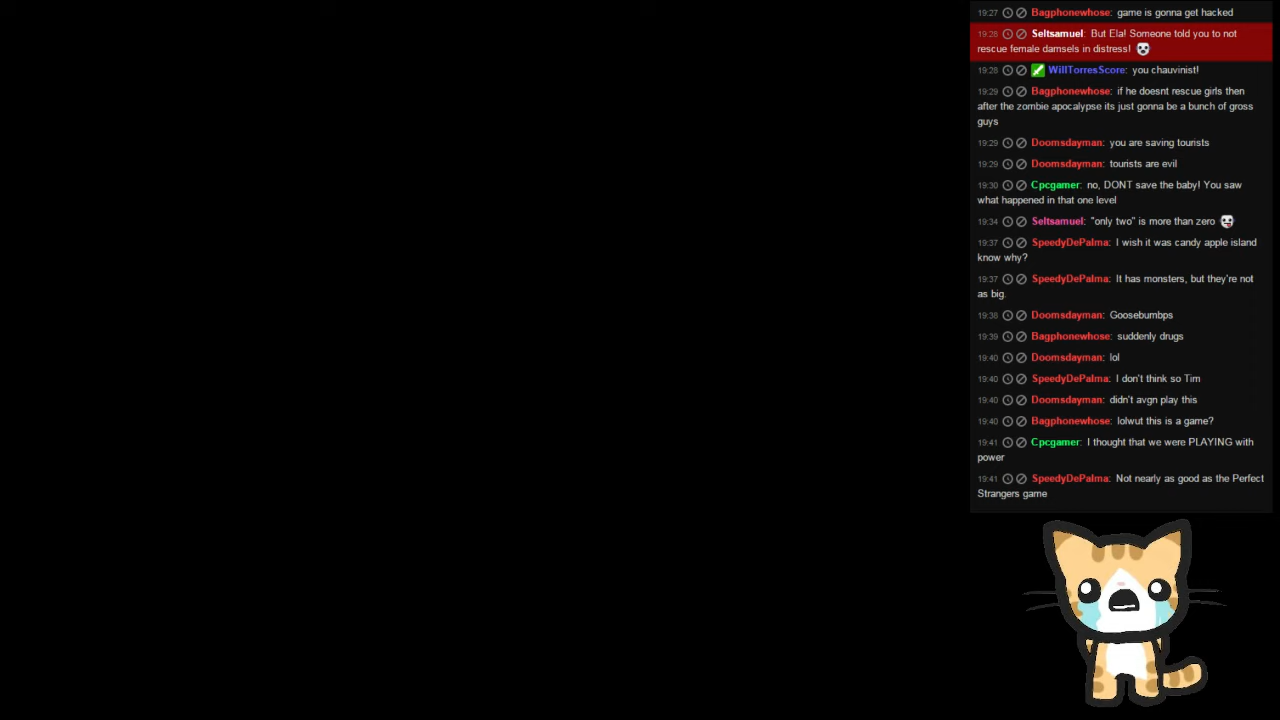 19:27 Bagphonewhose: game is gonna get hacked
19:28 Seltsamuel: But Ela! Someone told you to not
rescue female damsels in distress!
19:28 WillTorresScore: you chauvinist!
19:29 Bagphonewhose: if he doesnt rescue girls then
after the zombie apocalypse its just gonna be a bunch of gross
guys
19:29 Doomsdayman: you are saving tourists
19:29 Doomsdayman: tourists are evil
19:30 Cpcgamer: no, DONT save the baby! You saw
what happened in that one level
19:34 Seltsamuel: "only two" is more than zero
19:37 SpeedyDePalma: I wish it was candy apple island
know why?
19:37 SpeedyDePalma: It has monsters, but they're not
as big.
19:38 Doomsdayman: Goosebumbps
19:39 Bagphonewhose: suddenly drugs
19:40 Doomsdayman: lol
19:40 SpeedyDePalma: I don't think so Tim
19:40 Doomsdayman: didn't avgn play this
19:40 Bagphonewhose: lolwut this is a game?
19:41 Cpcgamer: I thought that we were PLAYING with
power
19:41 SpeedyDePalma: Not nearly as good as the Perfect
Strangers game